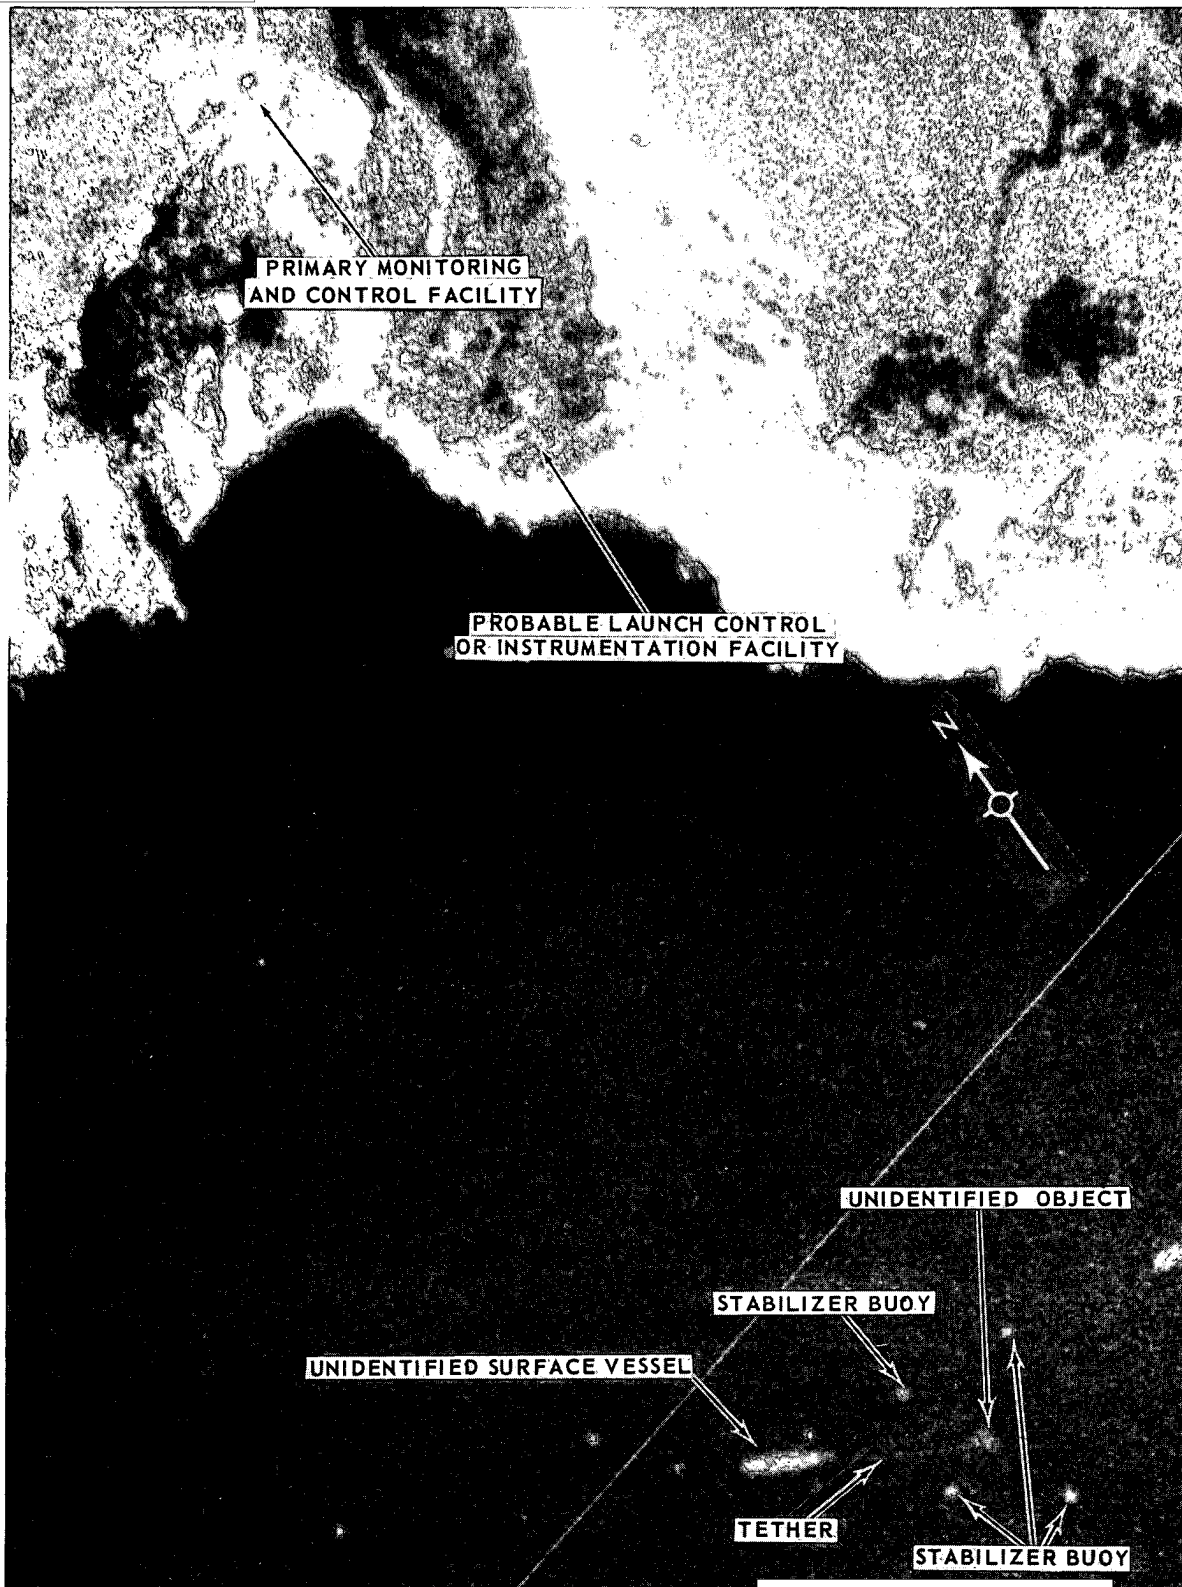 PRIMARY MONITORING
AND CONTROL FACILITY
PROBABLE LAUNCH CONTROL
OR INSTRUMENTATION FACILITY
N
UNIDENTIFIED OBJECT
STABILIZER BUOY
UNIDENTIFIED SURFACE VESSEL
TETHER
STABILIZER BUOY